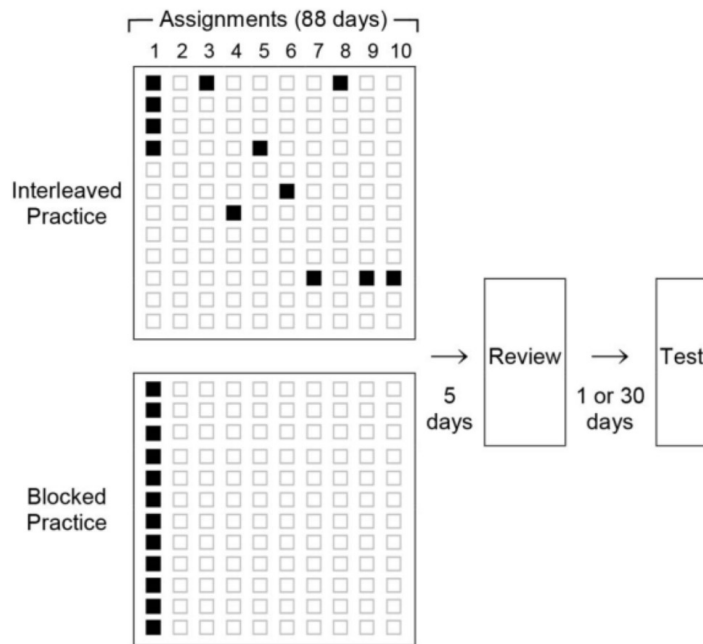 Assignments (88 days)
1 2 3 4 5 6 7 8 9 10
Interleaved
Practice
Blocked
Practice
5
days
Review
1 or 30
days
Test